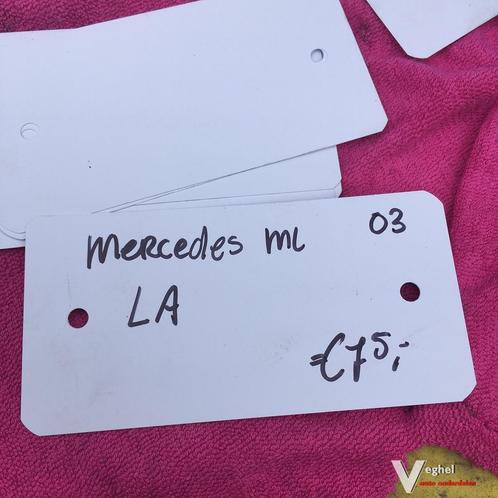 Mercedes ML 03
LA
€75,-
Veghel
auto onderdelen